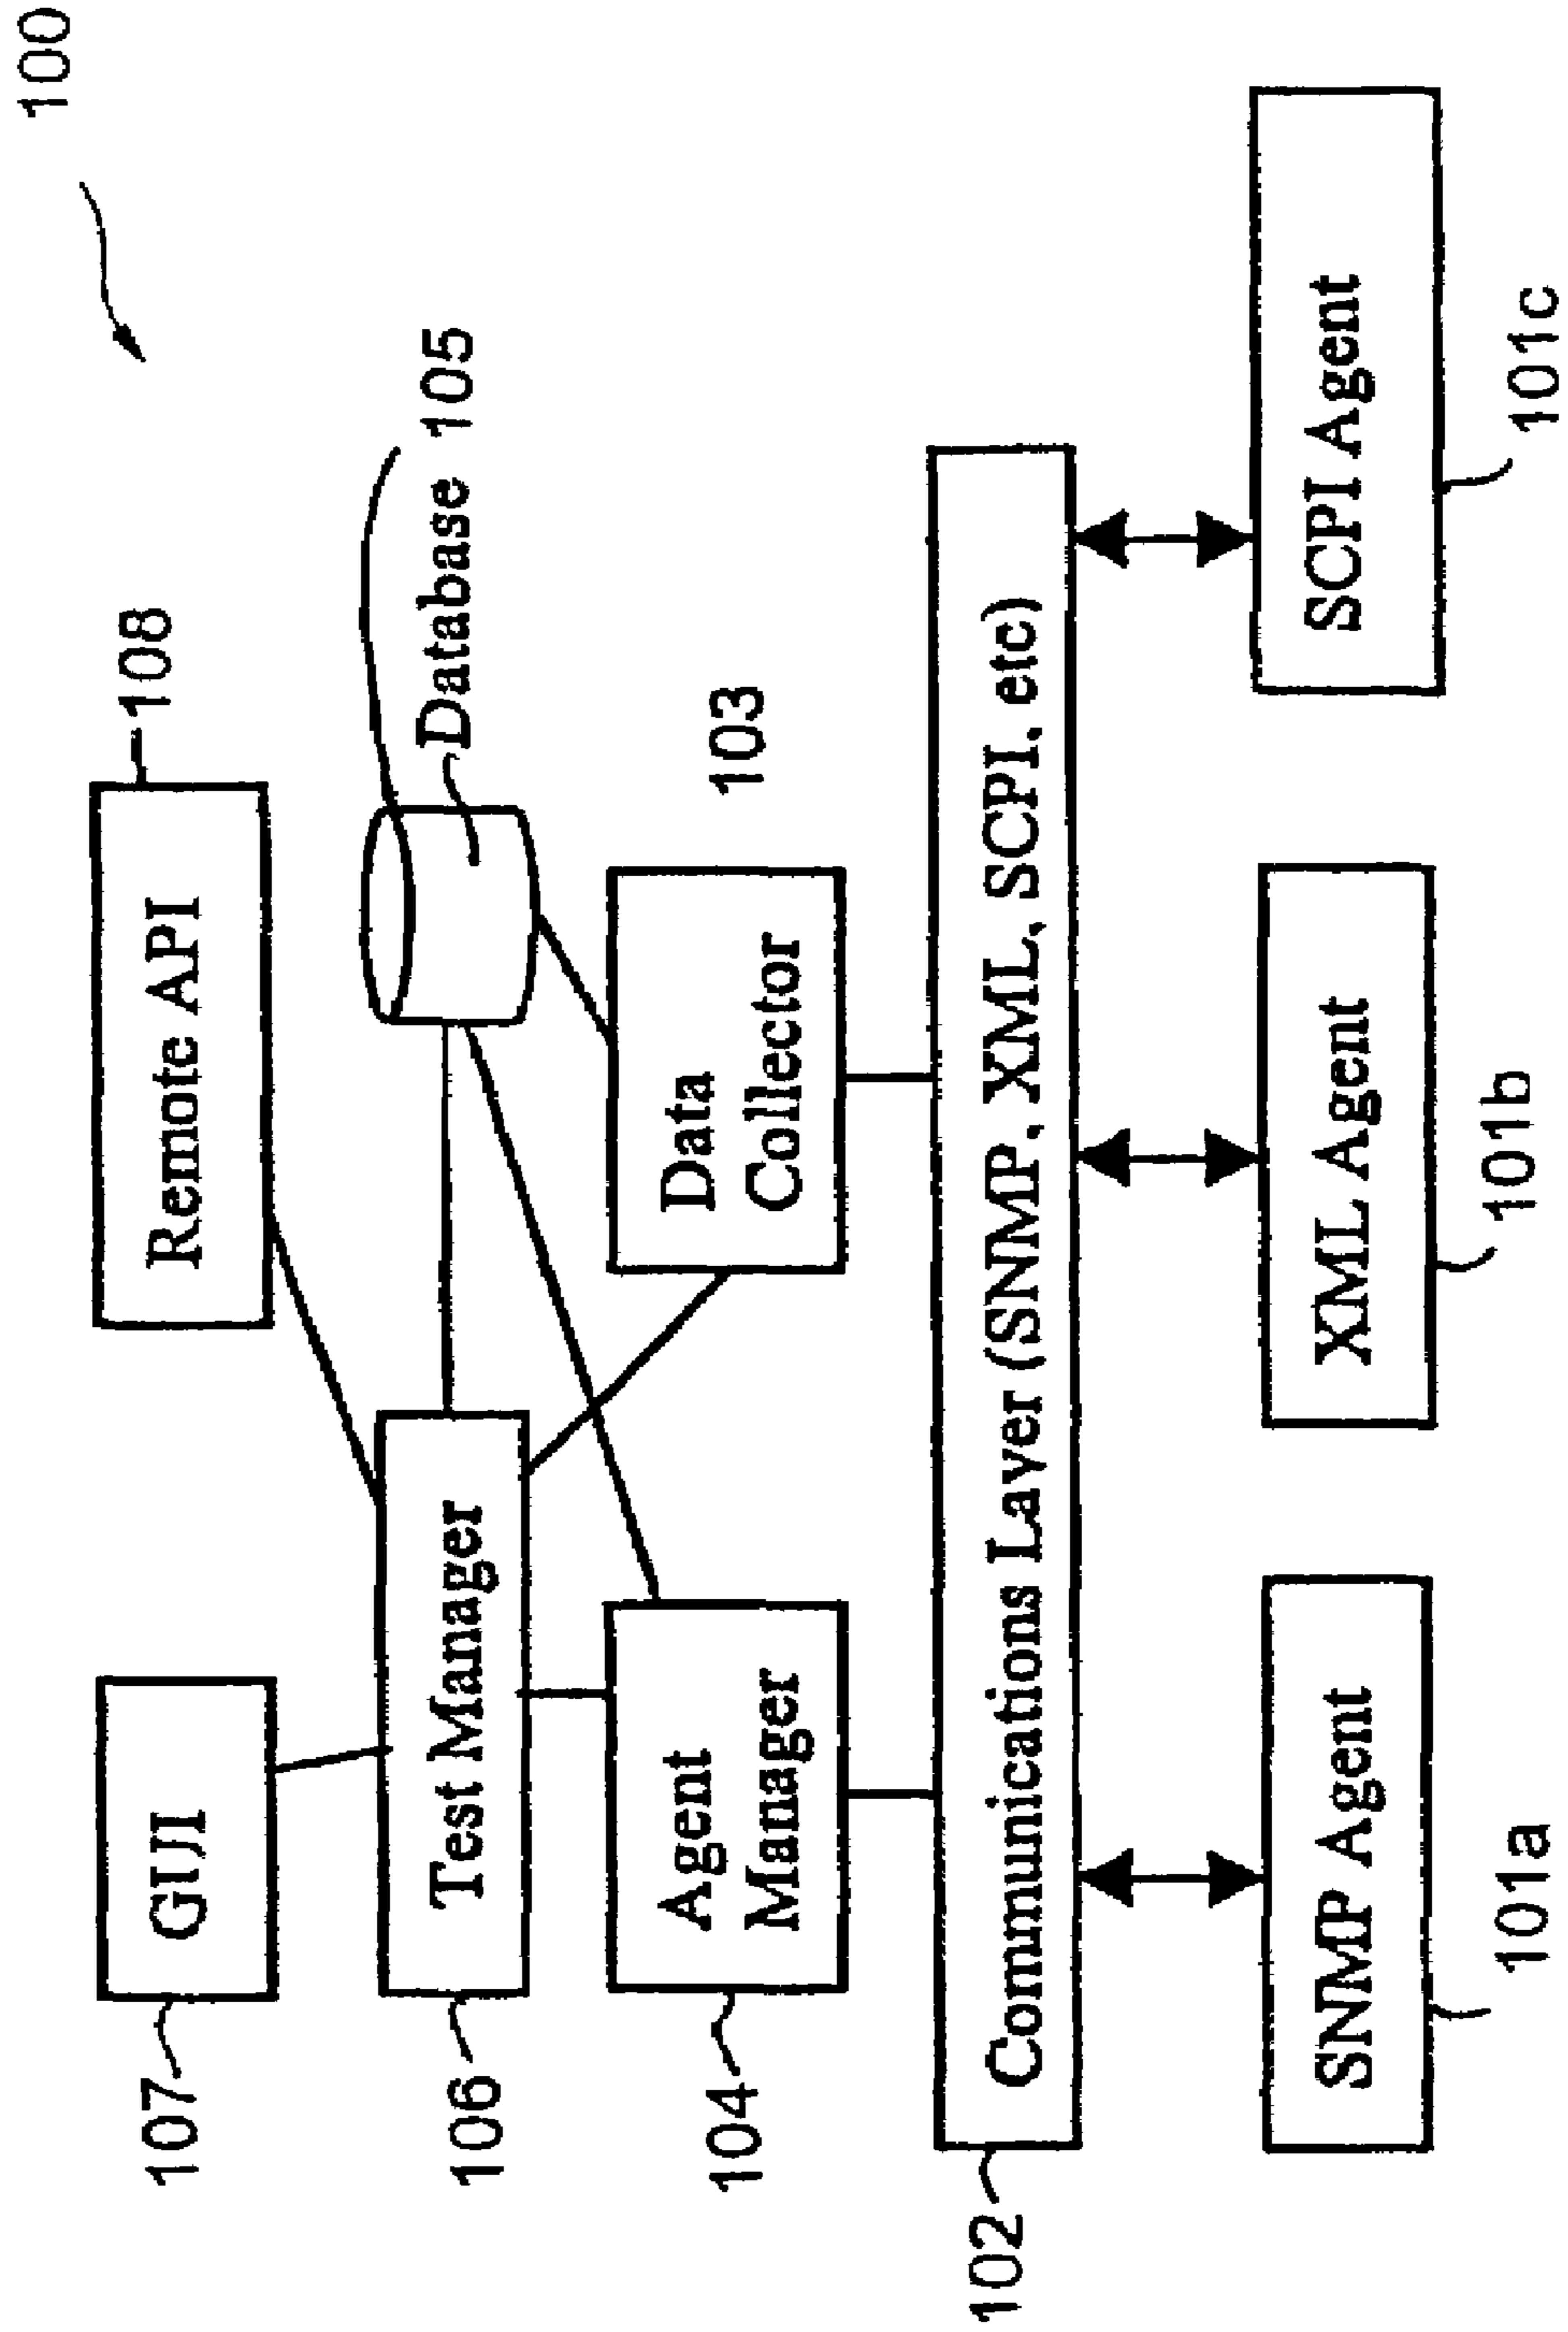 100
GUI
Remote API
108
107
Test Manager
Database
105
106
Agent
Manager
Data
Collector
103
104
Communications Layer (SNMP, XML, SCPI, etc)
102
SNMP Agent
XML Agent
SCPI Agent
101a
101b
101c